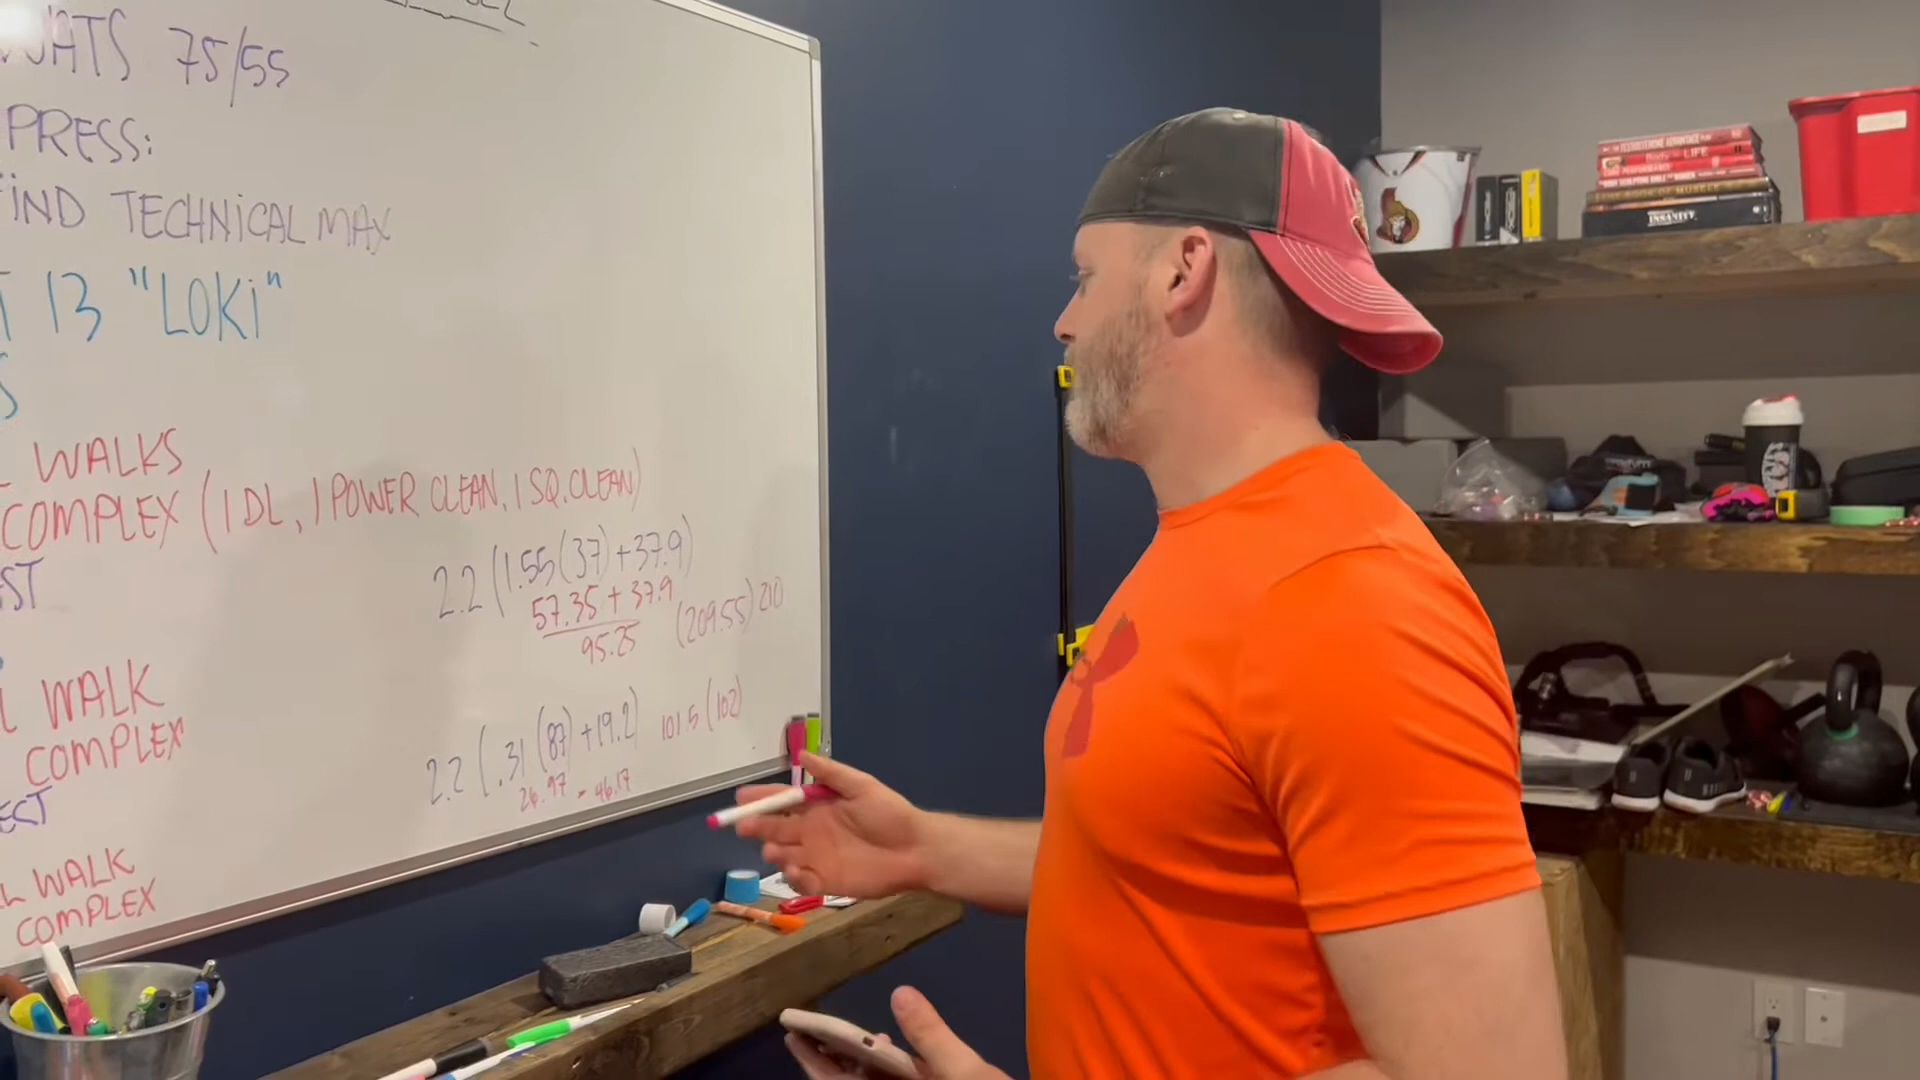 75/55
PRESS:
FIND TECHNICAL MAX
13 "LOKI"
WALKS
COMPLEX (1 DL, 1 POWER CLEAN, 1 SQ. CLEAN)
2.2 (1.55(37)+37.9)
57.35 + 37.9
95.25
(209.55) 210
WALK
COMPLEX
2.2 (.31(87)+19.2)
101.5 (102)
26.97 = 46.17
WALK
COMPLEX
LIFE
INSANITY